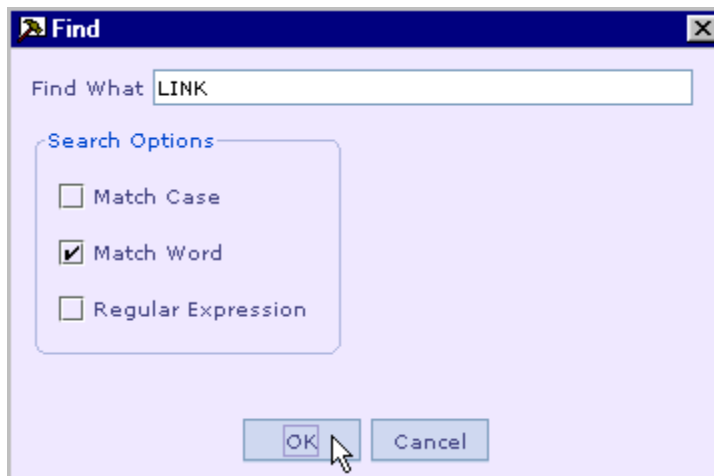 Find
Find What LINK
Search Options
Match Case
Match Word
Regular Expression
OK Cancel